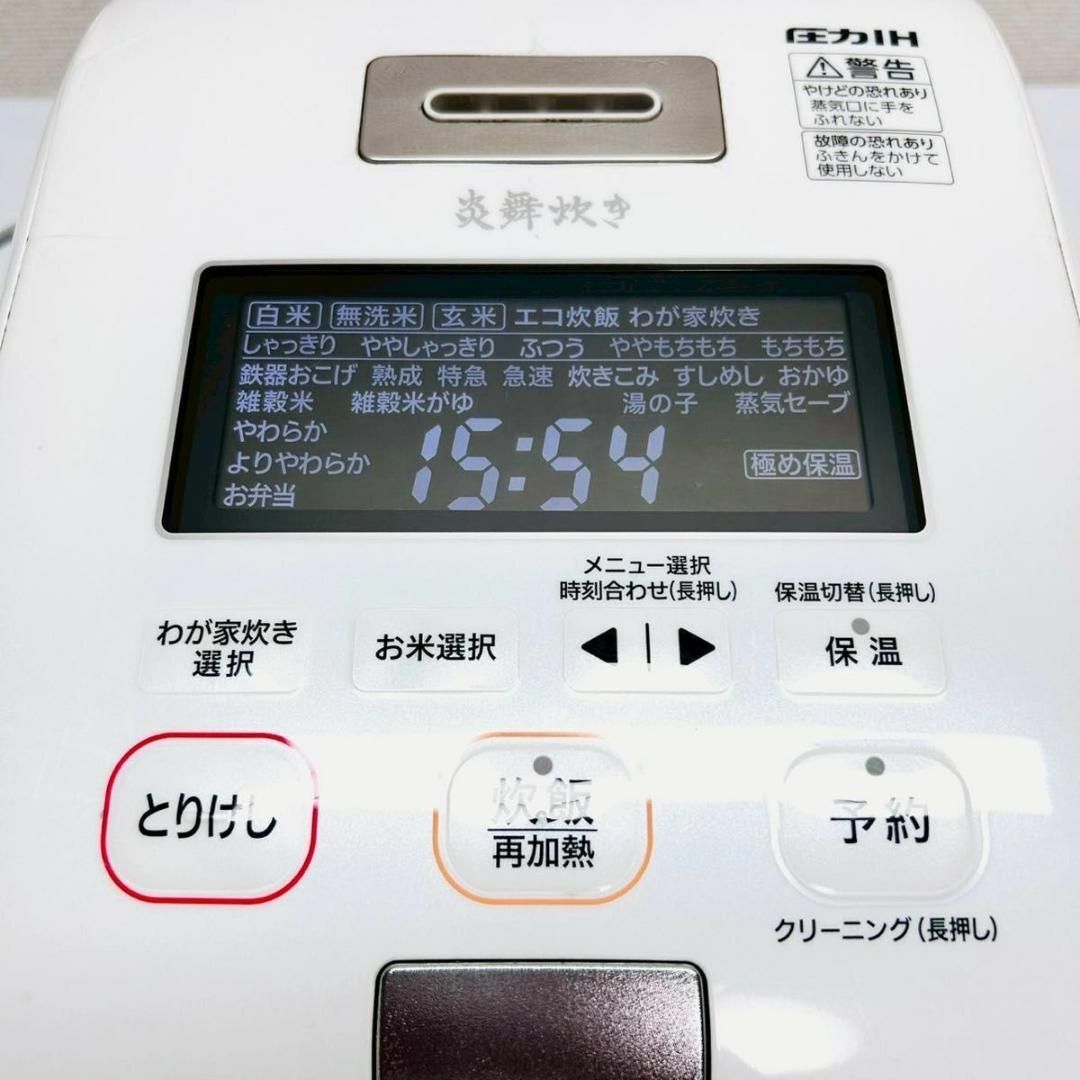 圧力IH
警告
やけどの恐れあり
蒸気口に手を
ふれない
故障の恐れあり
ふきんをかけて
使用しない
炎舞炊き
白米 無洗米 玄米 エコ炊飯 わが家炊き
しゃっきり ややしゃっきり ふつう ややもちもち もちもち
鉄器おこげ 熟成 特急 急速 炊きこみ すしめし おかゆ
雑穀米 雑穀米がゆ 湯の子 蒸気セーブ
やわらか
よりやわらか
お弁当
15:54
極め保温
メニュー選択
時刻合わせ(長押し)
保温切替(長押し)
わが家炊き
選択
お米選択
保温
とりけし
炊飯
再加熱
予約
クリーニング(長押し)